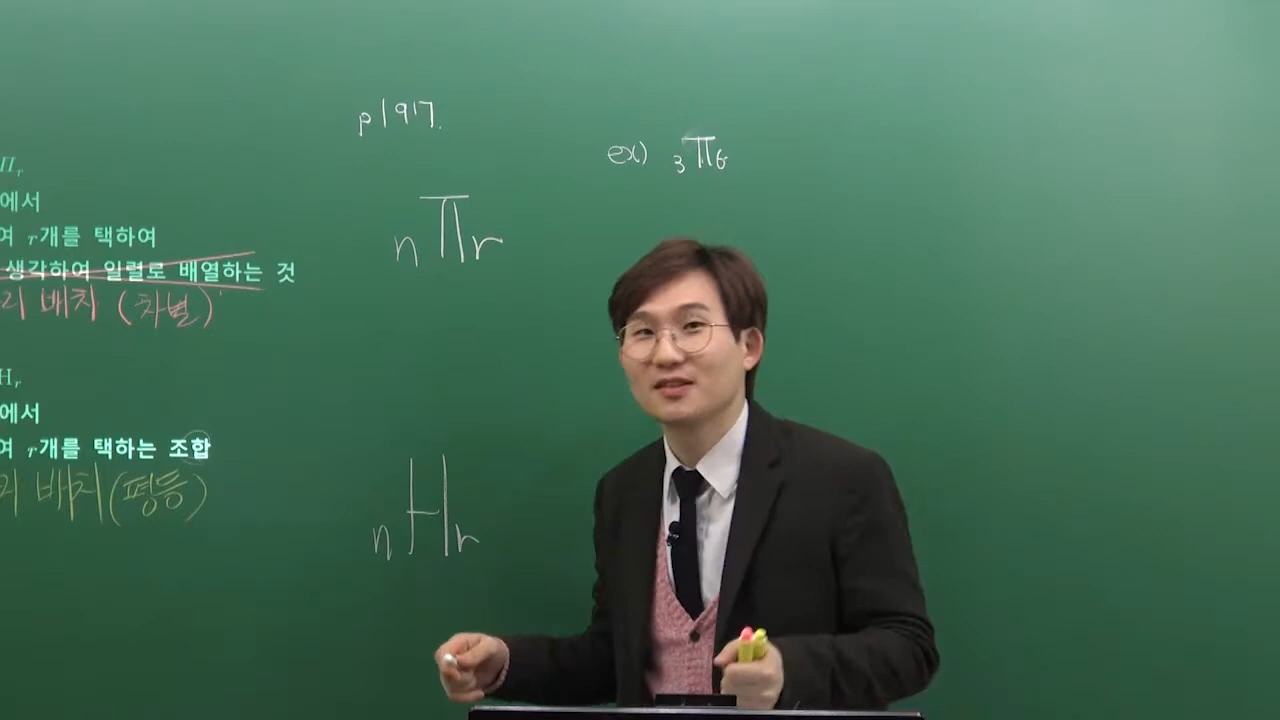 Πr
에서
여 r개를 택하여
생각하여 일렬로 배열하는 것
리 배치 (차별)
Hr
에서
여 r개를 택하는 조합
리 배치 (평등)
p197.
nΠr
nHr
ex) 3Π6